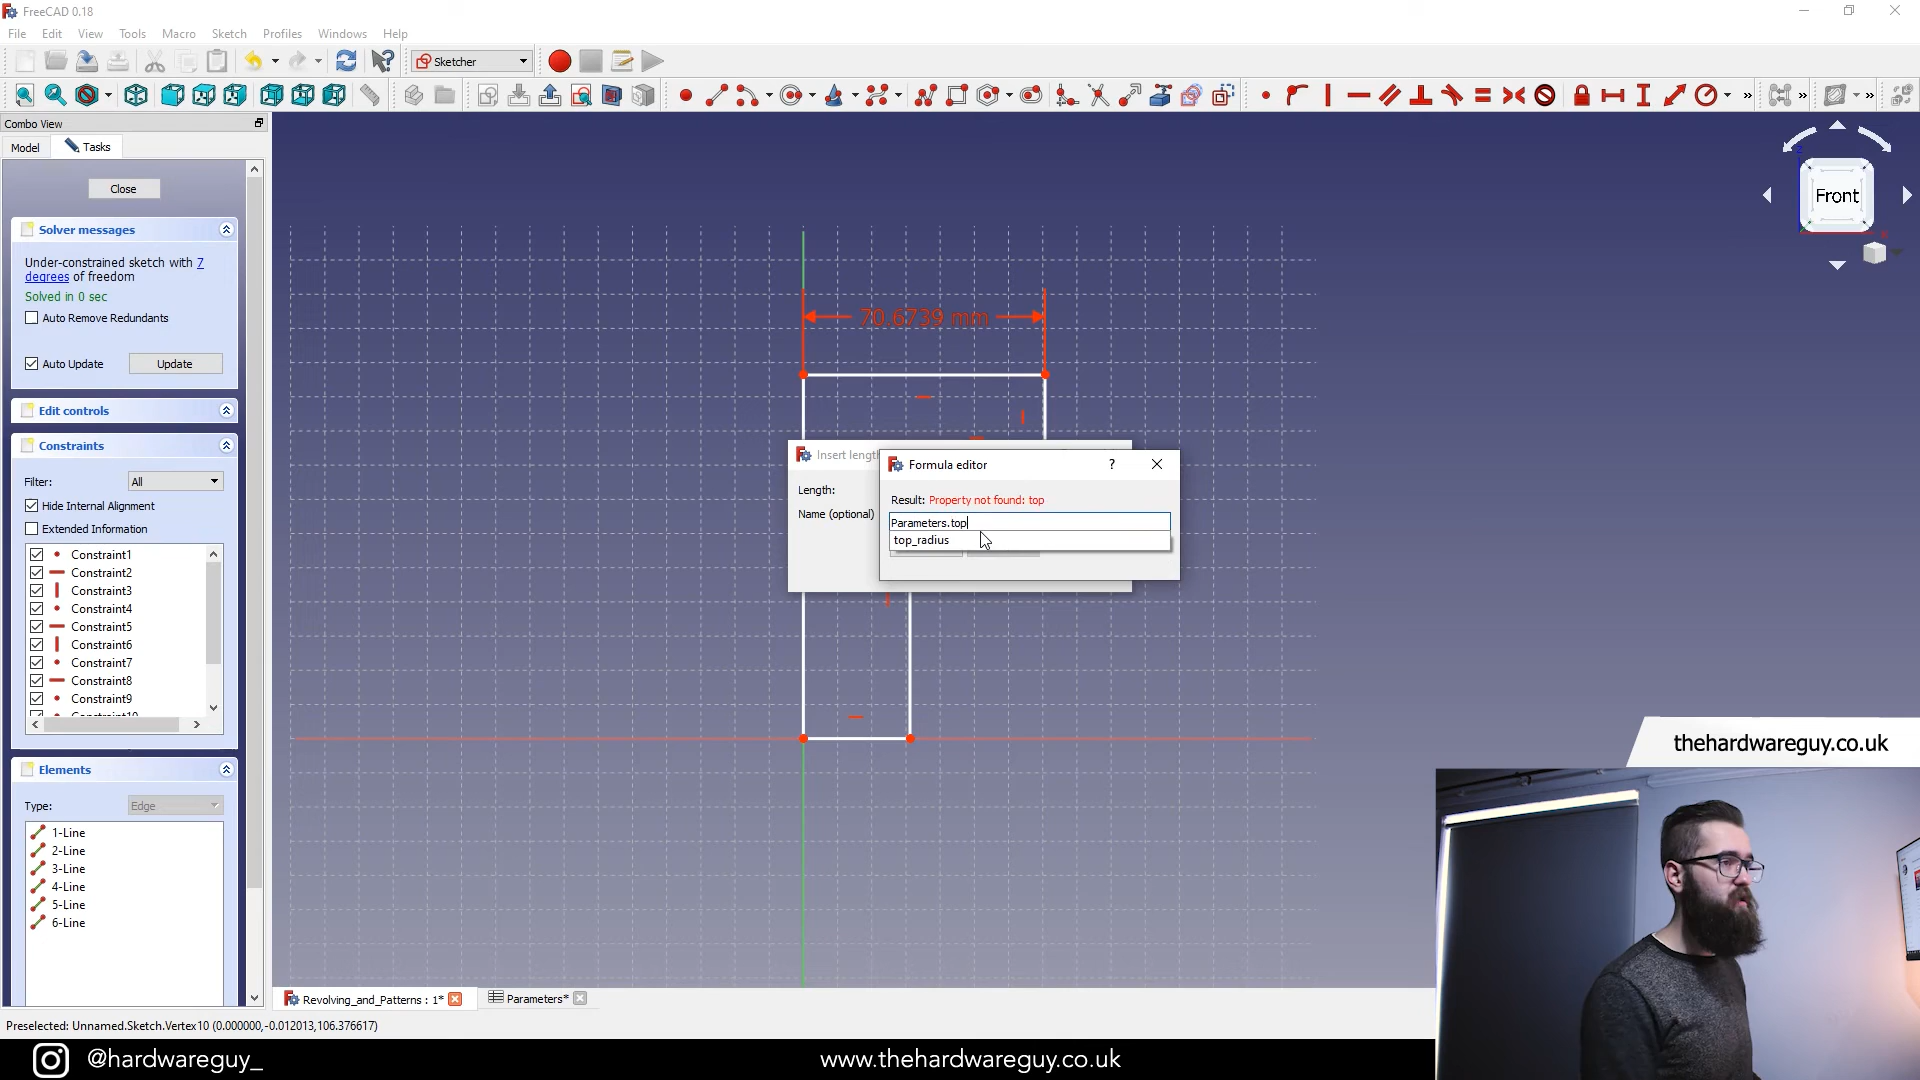 FreeCAD 0.18
File Edit View Tools Macro Sketch Profiles Windows Help
Sketcher
Combo View
Model Tasks
Close
Solver messages
Under-constrained sketch with 7
degrees of freedom
Solved in 0 sec
Auto Remove Redundants
Auto Update Update
Edit controls
Constraints
Filter: All
Hide Internal Alignment
Extended Information
Constraint1
Constraint2
Constraint3
Constraint4
Constraint5
Constraint6
Constraint7
Constraint8
Constraint9
Constraint10
Elements
Type: Edge
1-Line
2-Line
3-Line
4-Line
5-Line
6-Line
70.6739 mm
Insert length
Length:
Name (optional)
Formula editor
?
Result: Property not found: top
Parameters.top
top_radius
Front
Revolving_and_Patterns : 1*
Parameters*
Preselected: Unnamed.Sketch.Vertex10 (0.000000,-0.012013,106.376617)
thehardwareguy.co.uk
@hardwareguy_
www.thehardwareguy.co.uk